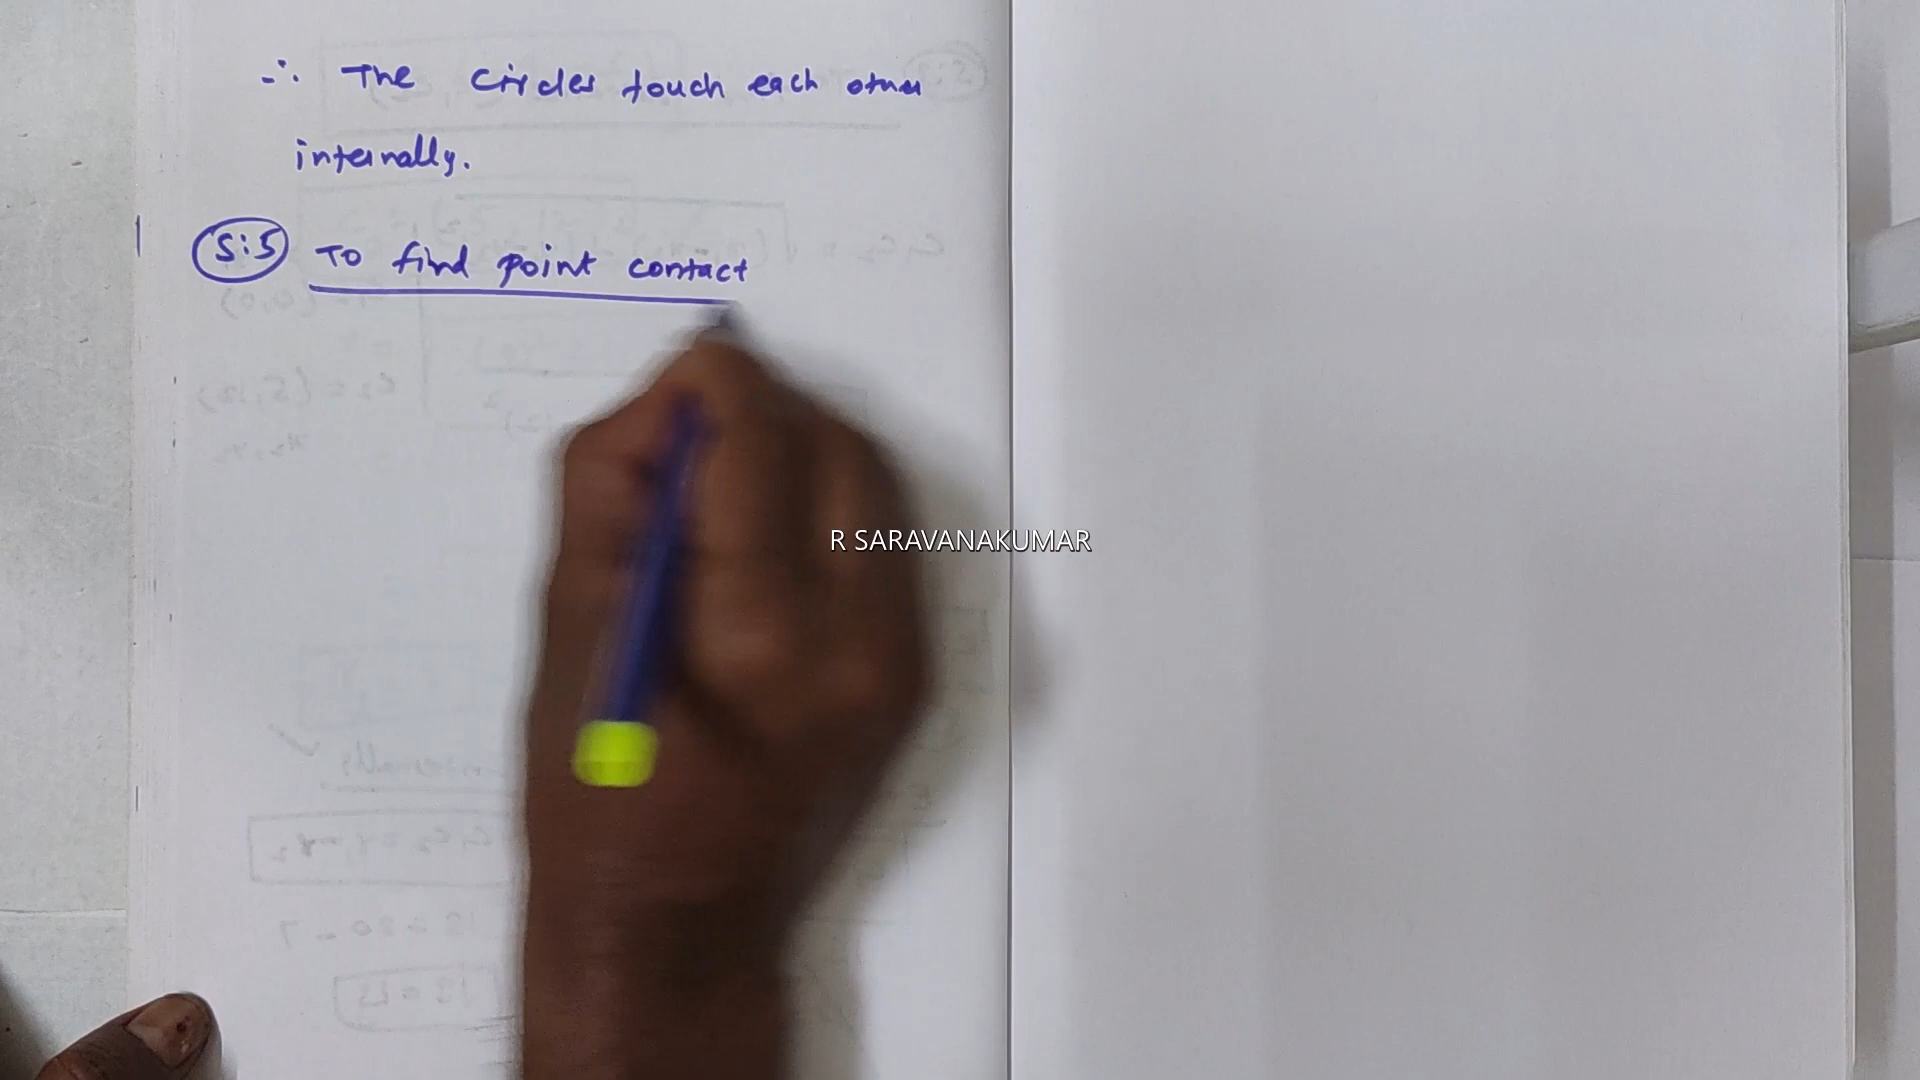 ∴ The circles touch each other
internally.
S:5 To find point contact
R SARAVANAKUMAR